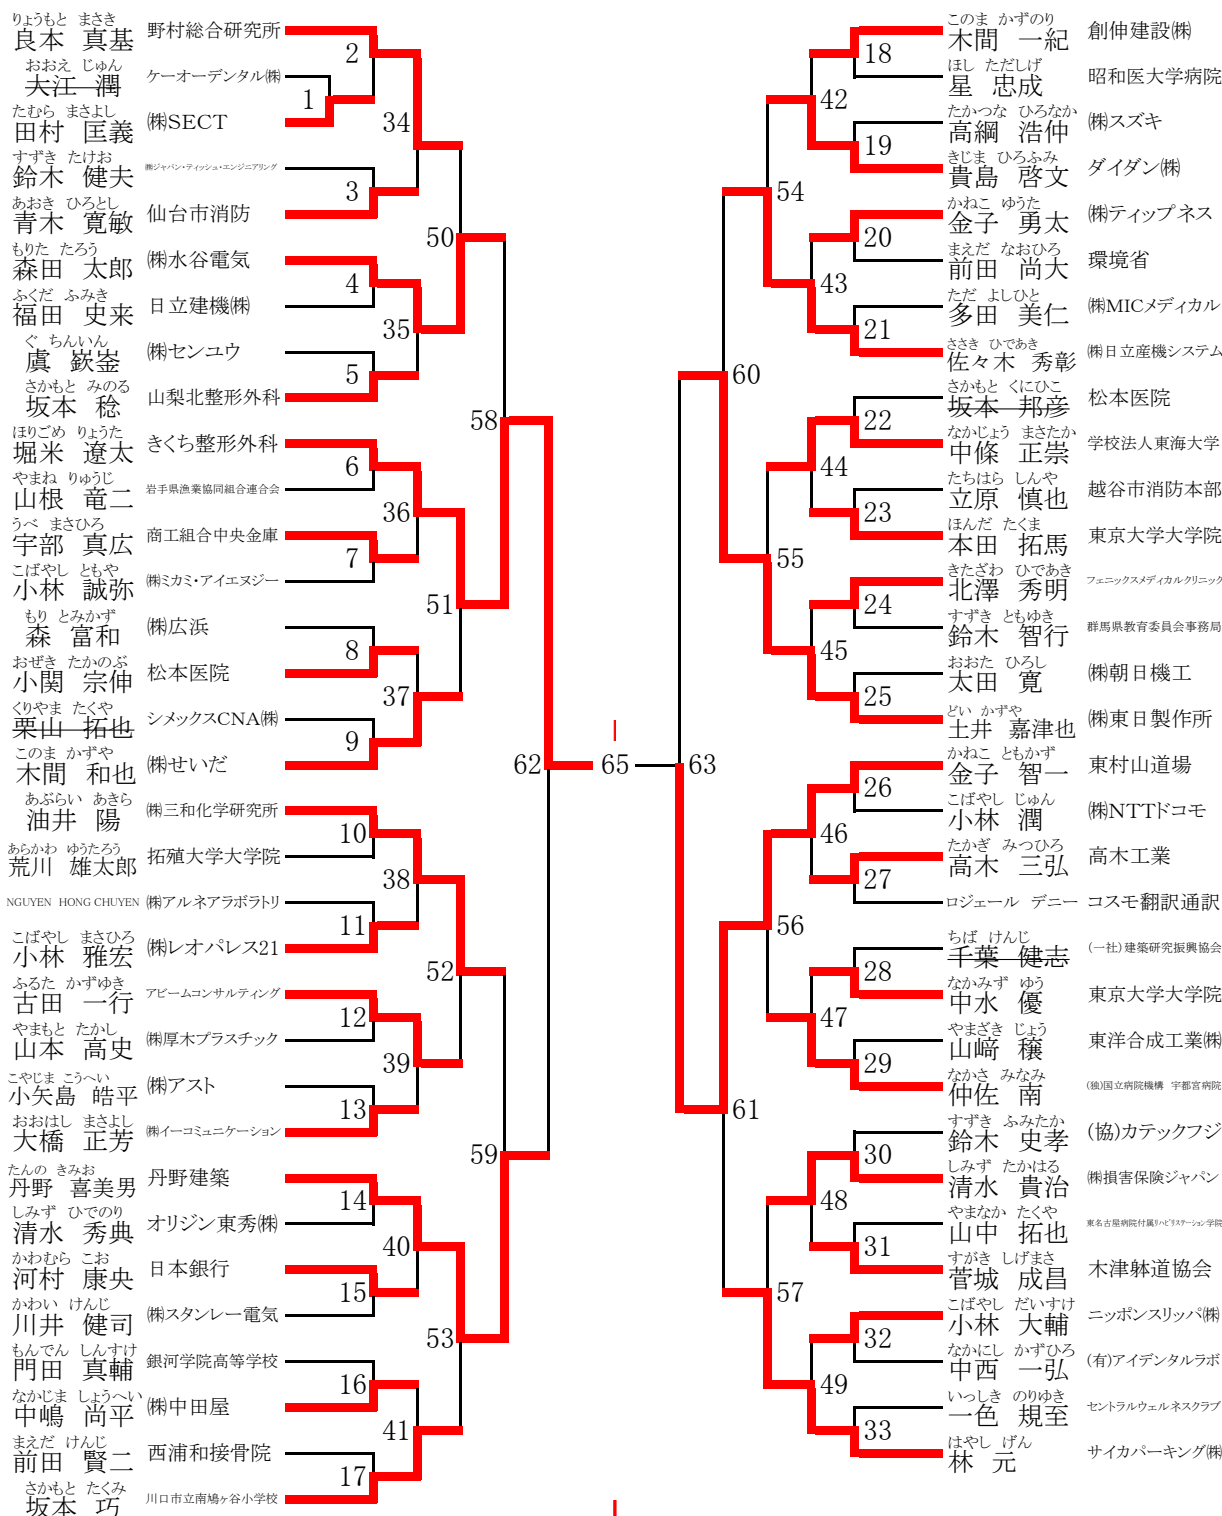 りょうもと まさき
良本 真基 野村総合研究所
おおえ じゅん
大江 潤 ケーオーデンタル㈱
たむら まさよし
田村 匡義 ㈱SECT
すずき たけお
鈴木 健夫 ㈱ジャパン・ティッシュ・エンジニアリング
あおき ひろとし
青木 寛敏 仙台市消防
もりた たろう
森田 太郎 ㈱水谷電気
ふくだ ふみき
福田 史来 日立建機㈱
ぐ ちんいん
虞 嶔崟 ㈱センユウ
さかもと みのる
坂本 稔 山梨北整形外科
ほりごめ りょうた
堀米 遼太 きくち整形外科
やまね りゅうじ
山根 竜二 岩手県漁業協同組合連合会
うべ まさひろ
宇部 真広 商工組合中央金庫
こばやし ともや
小林 誠弥 ㈱ミカミ・アイエヌジー
もり とみかず
森 富和 ㈱広浜
おぜき たかのぶ
小関 宗伸 松本医院
くりやま たくや
栗山 拓也 シメックスCNA㈱
このま かずや
木間 和也 ㈱せいだ
あぶらい あきら
油井 陽 ㈱三和化学研究所
あらかわ ゆうたろう
荒川 雄太郎 拓殖大学大学院
NGUYEN HONG CHUYEN ㈱アルネアラボラトリ
こばやし まさひろ
小林 雅宏 ㈱レオパレス21
ふるた かずゆき
古田 一行 アビームコンサルティング
やまもと たかし
山本 高史 ㈱厚木プラスチック
こやじま こうへい
小矢島 皓平 ㈱アスト
おおはし まさよし
大橋 正芳 ㈱イーコミュニケーション
たんの きみお
丹野 喜美男 丹野建築
しみず ひでのり
清水 秀典 オリジン東秀㈱
かわむら こお
河村 康央 日本銀行
かわい けんじ
川井 健司 ㈱スタンレー電気
もんでん しんすけ
門田 真輔 銀河学院高等学校
なかじま しょうへい
中嶋 尚平 ㈱中田屋
まえだ けんじ
前田 賢二 西浦和接骨院
さかもと たくみ
坂本 巧 川口市立南鳩ヶ谷小学校
1
2
3
4
5
6
7
8
9
10
11
12
13
14
15
16
17
34
35
36
37
38
39
40
41
50
51
52
53
58
59
62
65
63
60
61
54
55
56
57
42
43
44
45
46
47
48
49
18
19
20
21
22
23
24
25
26
27
28
29
30
31
32
33
このま かずのり
木間 一紀 創伸建設㈱
ほし ただしげ
星 忠成 昭和医大学病院
たかつな ひろなか
高綱 浩仲 ㈱スズキ
きじま ひろふみ
貴島 啓文 ダイダン㈱
かねこ ゆうた
金子 勇太 ㈱ティップネス
まえだ なおひろ
前田 尚大 環境省
ただ よしひと
多田 美仁 ㈱MICメディカル
ささき ひであき
佐々木 秀彰 ㈱日立産機システム
さかもと くにひこ
坂本 邦彦 松本医院
なかじょう まさたか
中條 正崇 学校法人東海大学
たちはら しんや
立原 慎也 越谷市消防本部
ほんだ たくま
本田 拓馬 東京大学大学院
きたざわ ひであき
北澤 秀明 フェニックスメディカルクリニック
すずき ともゆき
鈴木 智行 群馬県教育委員会事務局
おおた ひろし
太田 寛 ㈱朝日機工
どい かずや
土井 嘉津也 ㈱東日製作所
かねこ ともかず
金子 智一 東村山道場
こばやし じゅん
小林 潤 ㈱NTTドコモ
たかぎ みつひろ
高木 三弘 高木工業
ロジェール デニー コスモ翻訳通訳
ちば けんじ
千葉 健志 (一社)建築研究振興協会
なかみず ゆう
中水 優 東京大学大学院
やまざき じょう
山﨑 穣 東洋合成工業㈱
なかさ みなみ
仲佐 南 (独)国立病院機構 宇都宮病院
すずき ふみたか
鈴木 史孝 (協)カテックフジ
しみず たかはる
清水 貴治 ㈱損害保険ジャパン
やまなか たくや
山中 拓也 東名古屋病院付属リハビリステーション学院
すがき しげまさ
菅城 成昌 木津躰道協会
こばやし だいすけ
小林 大輔 ニッポンスリッパ㈱
なかにし かずひろ
中西 一弘 (有)アイデンタルラボ
いっしき のりゆき
一色 規至 セントラルウェルネスクラブ
はやし げん
林 元 サイカパーキング㈱